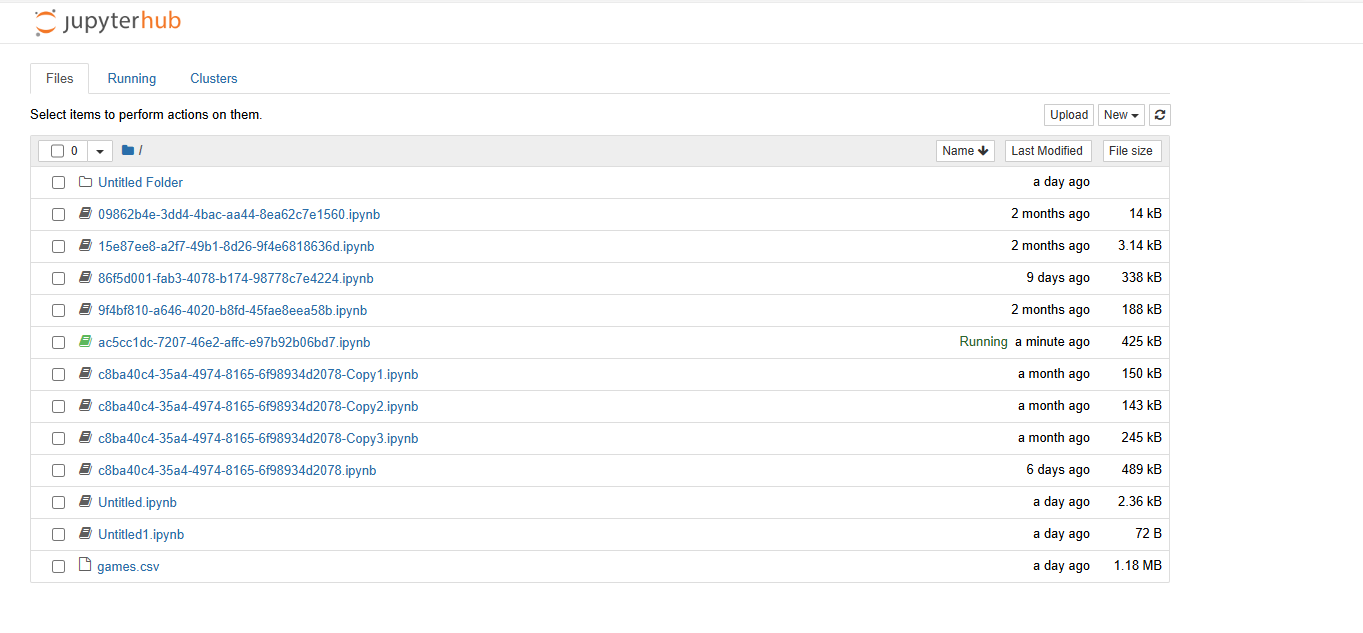 jupyterhub
Files Running Clusters
Select items to perform actions on them.
Upload New
0 / Name Last Modified File size
Untitled Folder a day ago
09862b4e-3dd4-4bac-aa44-8ea62c7e1560.ipynb 2 months ago 14 kB
15e87ee8-a2f7-49b1-8d26-9f4e6818636d.ipynb 2 months ago 3.14 kB
86f5d001-fab3-4078-b174-98778c7e4224.ipynb 9 days ago 338 kB
9f4bf810-a646-4020-b8fd-45fae8eea58b.ipynb 2 months ago 188 kB
ac5cc1dc-7207-46e2-affc-e97b92b06bd7.ipynb Running a minute ago 425 kB
c8ba40c4-35a4-4974-8165-6f98934d2078-Copy1.ipynb a month ago 150 kB
c8ba40c4-35a4-4974-8165-6f98934d2078-Copy2.ipynb a month ago 143 kB
c8ba40c4-35a4-4974-8165-6f98934d2078-Copy3.ipynb a month ago 245 kB
c8ba40c4-35a4-4974-8165-6f98934d2078.ipynb 6 days ago 489 kB
Untitled.ipynb a day ago 2.36 kB
Untitled1.ipynb a day ago 72 B
games.csv a day ago 1.18 MB